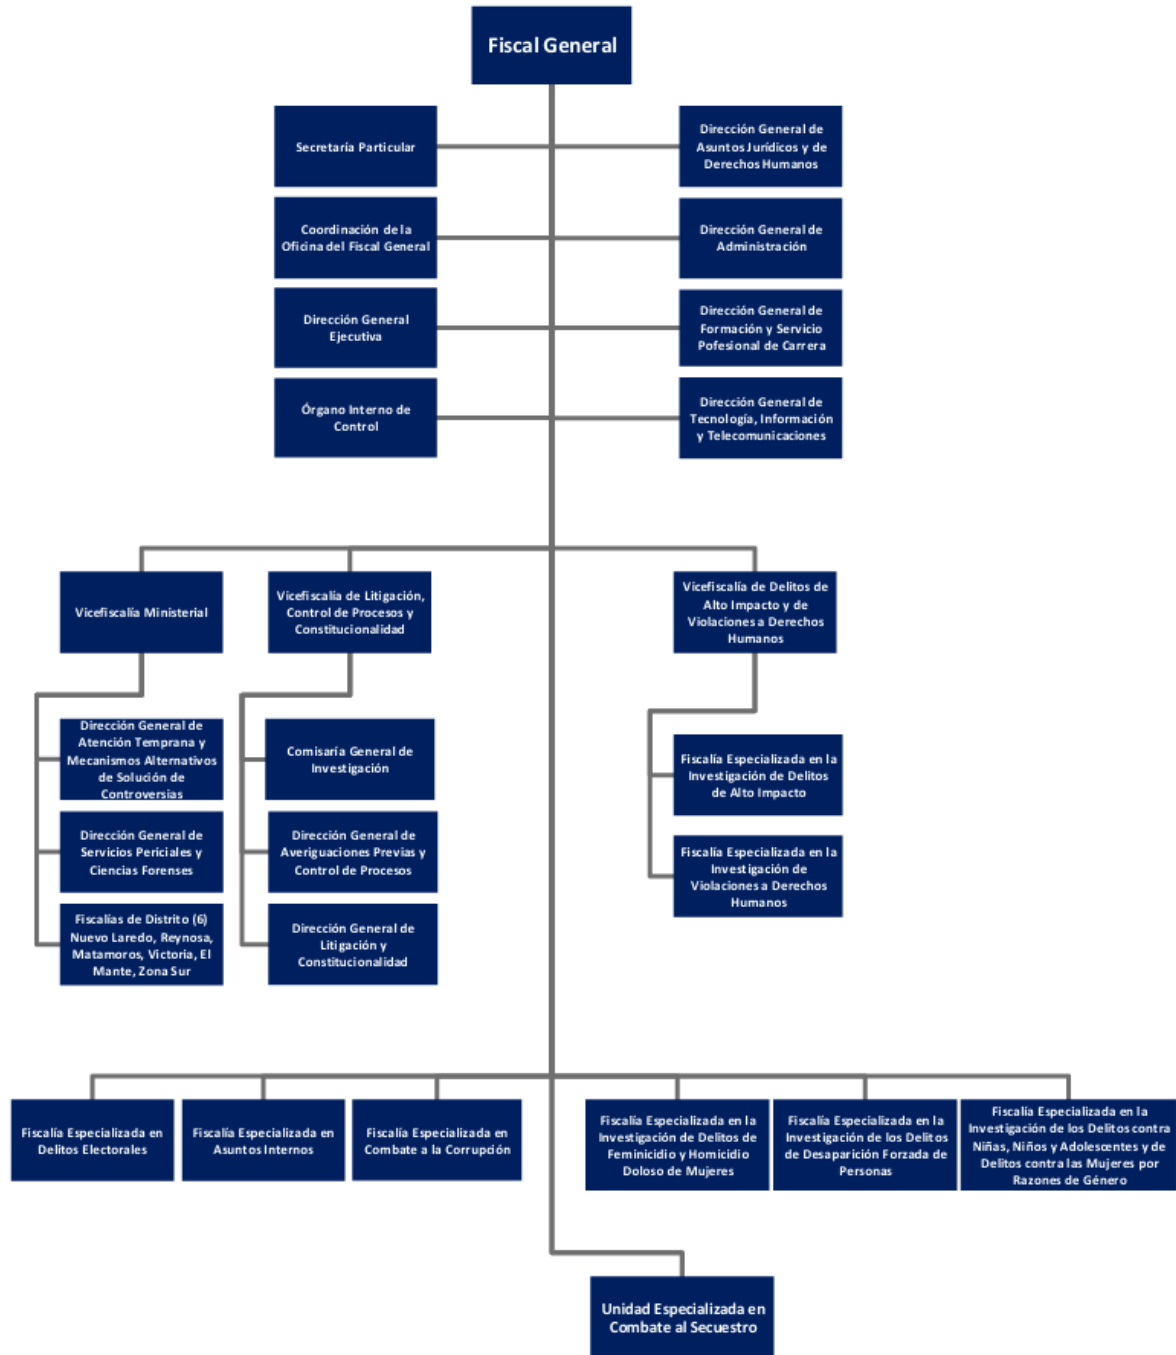 Fiscal General
Secretaría Particular
Dirección General de
Asuntos Jurídicos y de
Derechos Humanos
Coordinación de la
Oficina del Fiscal General
Dirección General de
Administración
Dirección General
Ejecutiva
Dirección General de
Formación y Servicio
Pofesional de Carrera
Órgano Interno de
Control
Dirección General de
Tecnología, Información
y Telecomunicaciones
Vicefiscalía Ministerial
Vicefiscalía de Litigación,
Control de Procesos y
Constitucionalidad
Vicefiscalía de Delitos de
Alto Impacto y de
Violaciones a Derechos
Humanos
Dirección General de
Atención Temprana y
Mecanismos Alternativos
de Solución de
Controversias
Dirección General de
Servicios Periciales y
Ciencias Forenses
Fiscalías de Distrito (6)
Nuevo Laredo, Reynosa,
Matamoros, Victoria, El
Mante, Zona Sur
Comisaría General de
Investigación
Dirección General de
Averiguaciones Previas y
Control de Procesos
Dirección General de
Litigación y
Constitucionalidad
Fiscalía Especializada en la
Investigación de Delitos
de Alto Impacto
Fiscalía Especializada en la
Investigación de
Violaciones a Derechos
Humanos
Fiscalía Especializada en
Delitos Electorales
Fiscalía Especializada en
Asuntos Internos
Fiscalía Especializada en
Combate a la Corrupción
Fiscalía Especializada en la
Investigación de Delitos de
Feminicidio y Homicidio
Doloso de Mujeres
Fiscalía Especializada en la
Investigación de los Delitos
de Desaparición Forzada de
Personas
Fiscalía Especializada en la
Investigación de los Delitos contra
Niñas, Niños y Adolescentes y de
Delitos contra las Mujeres por
Razones de Género
Unidad Especializada en
Combate al Secuestro